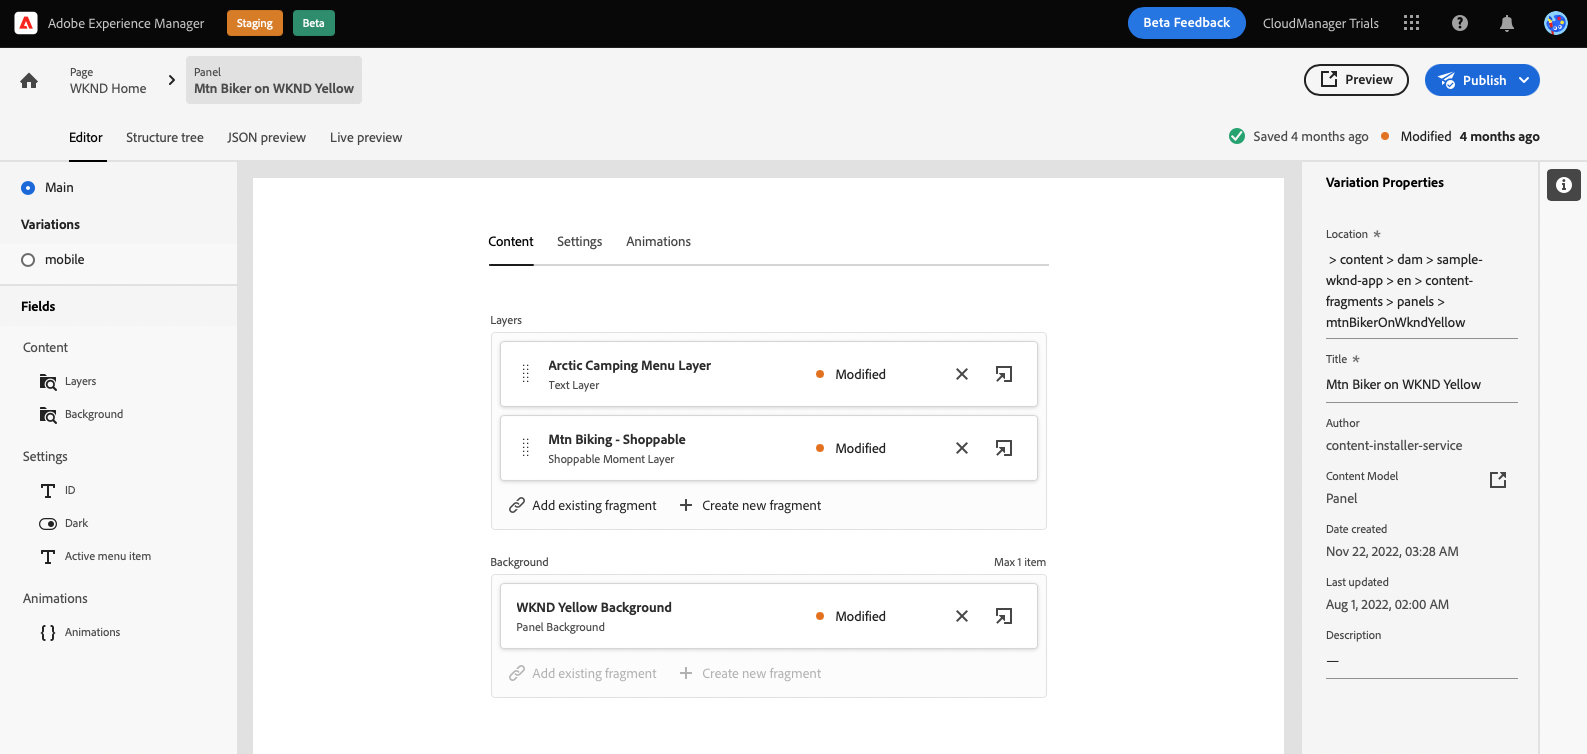 Adobe Experience Manager
Staging
Beta
Beta Feedback
CloudManager Trials
Page
WKND Home
Panel
Mtn Biker on WKND Yellow
Preview
Publish
Editor
Structure tree
JSON preview
Live preview
Saved 4 months ago
Modified 4 months ago
Main
Variations
mobile
Fields
Content
Layers
Background
Settings
ID
Dark
Active menu item
Animations
Animations
Content
Settings
Animations
Layers
Arctic Camping Menu Layer
Text Layer
Modified
Mtn Biking - Shoppable
Shoppable Moment Layer
Modified
Add existing fragment
Create new fragment
Background
Max 1 item
WKND Yellow Background
Panel Background
Modified
Add existing fragment
Create new fragment
Variation Properties
Location *
> content > dam > sample-
wknd-app > en > content-
fragments > panels >
mtnBikerOnWkndYellow
Title *
Mtn Biker on WKND Yellow
Author
content-installer-service
Content Model
Panel
Date created
Nov 22, 2022, 03:28 AM
Last updated
Aug 1, 2022, 02:00 AM
Description
—